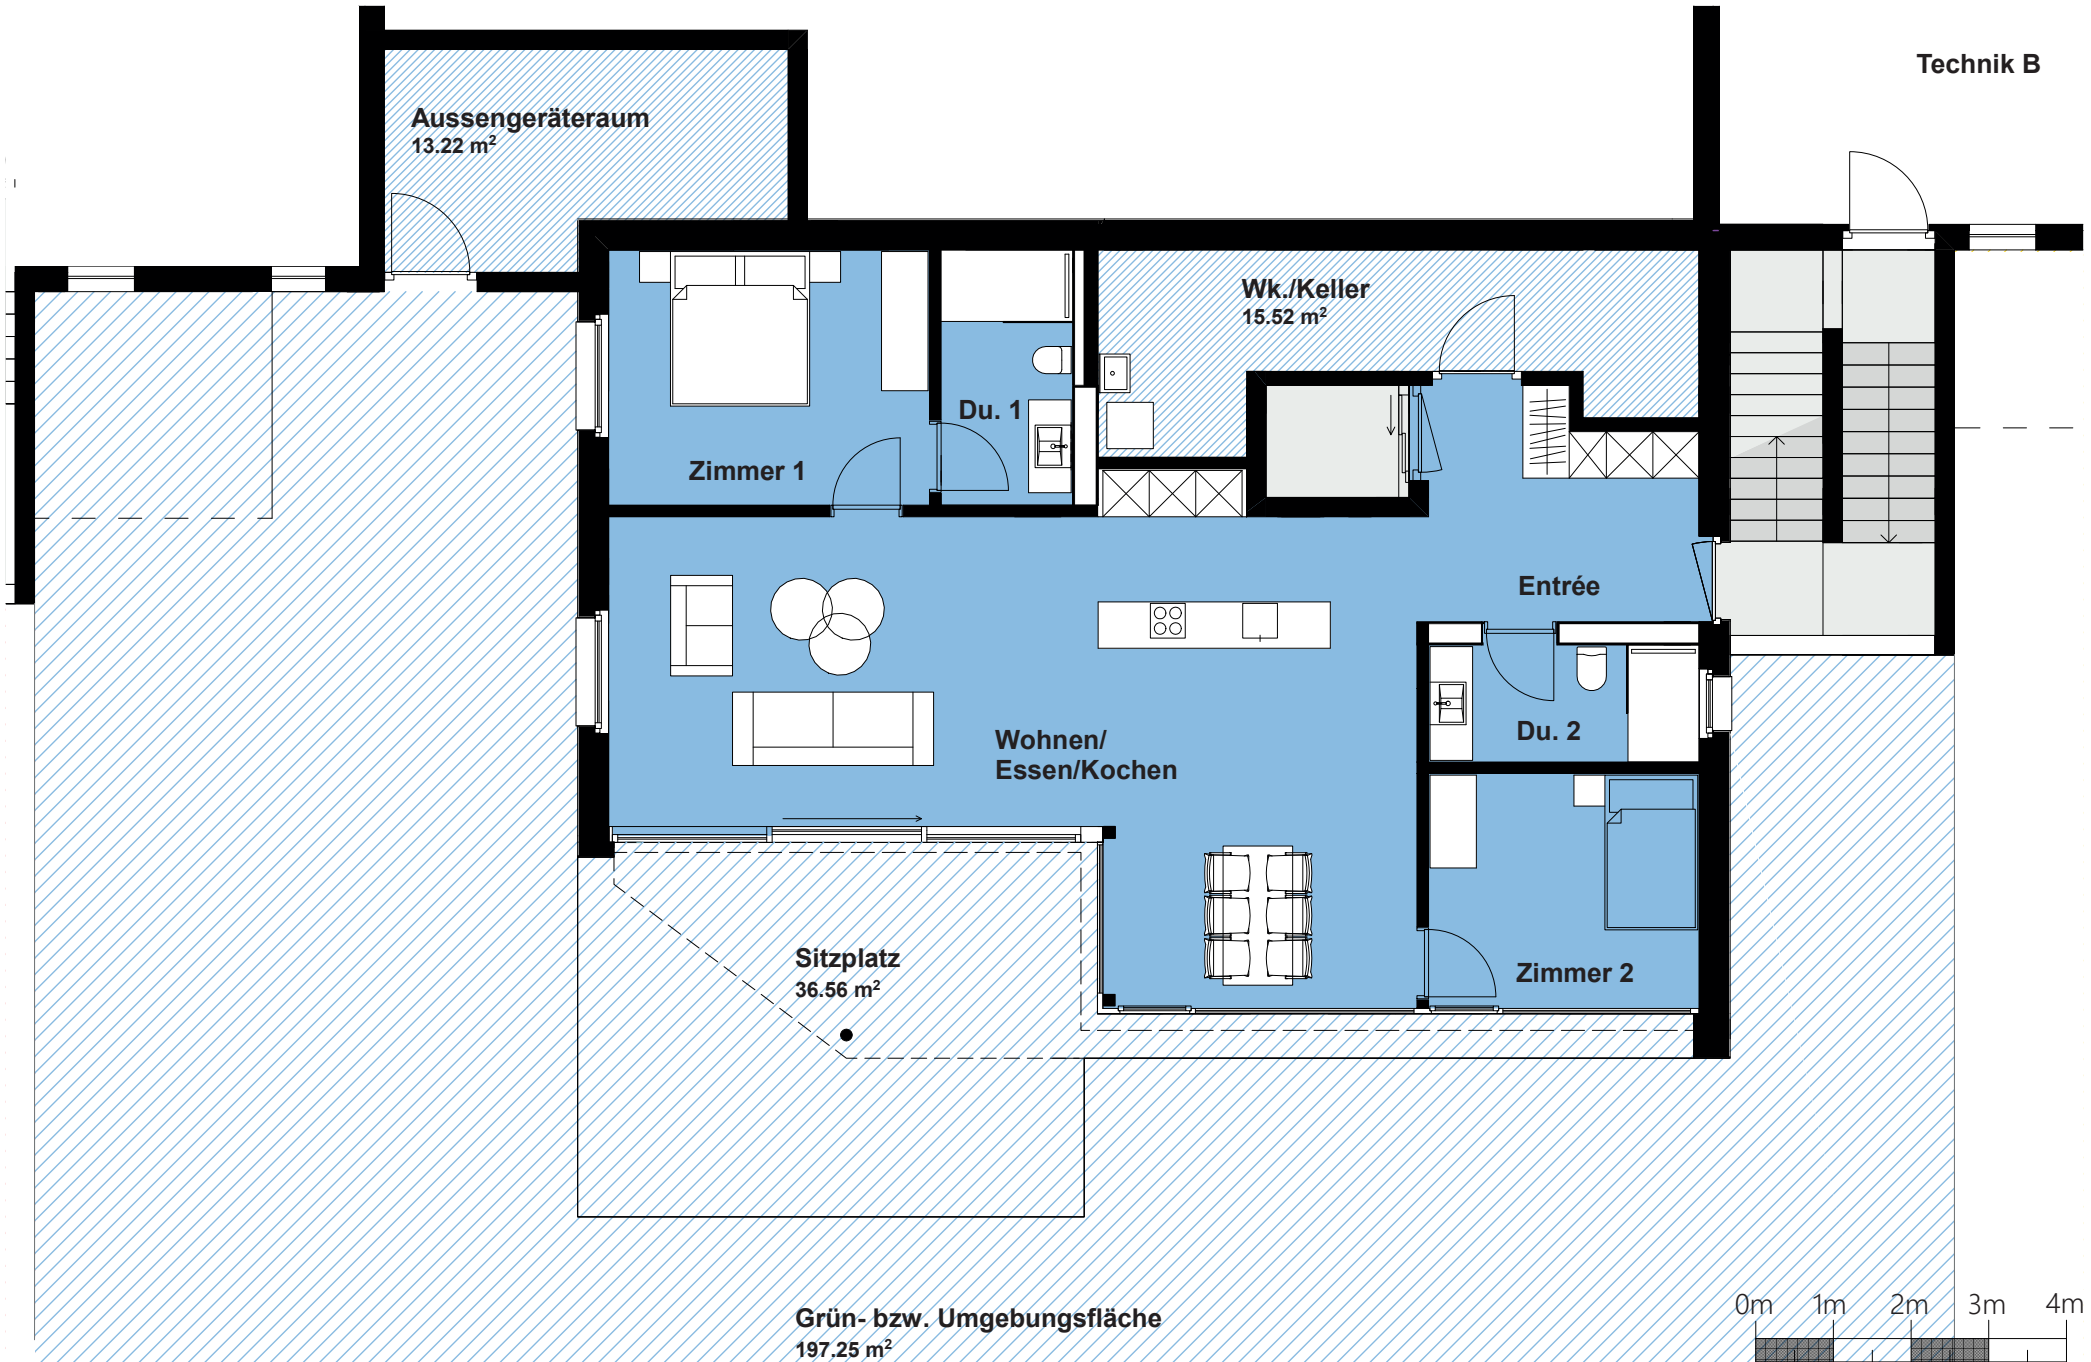 Technik B
Aussengeräteraum
13.22 m²
Wk./Keller
15.52 m²
Du. 1
Zimmer 1
Entrée
Du. 2
Wohnen/
Essen/Kochen
Sitzplatz
36.56 m²
Zimmer 2
Grün- bzw. Umgebungsfläche
197.25 m²
0m 1m 2m 3m 4m